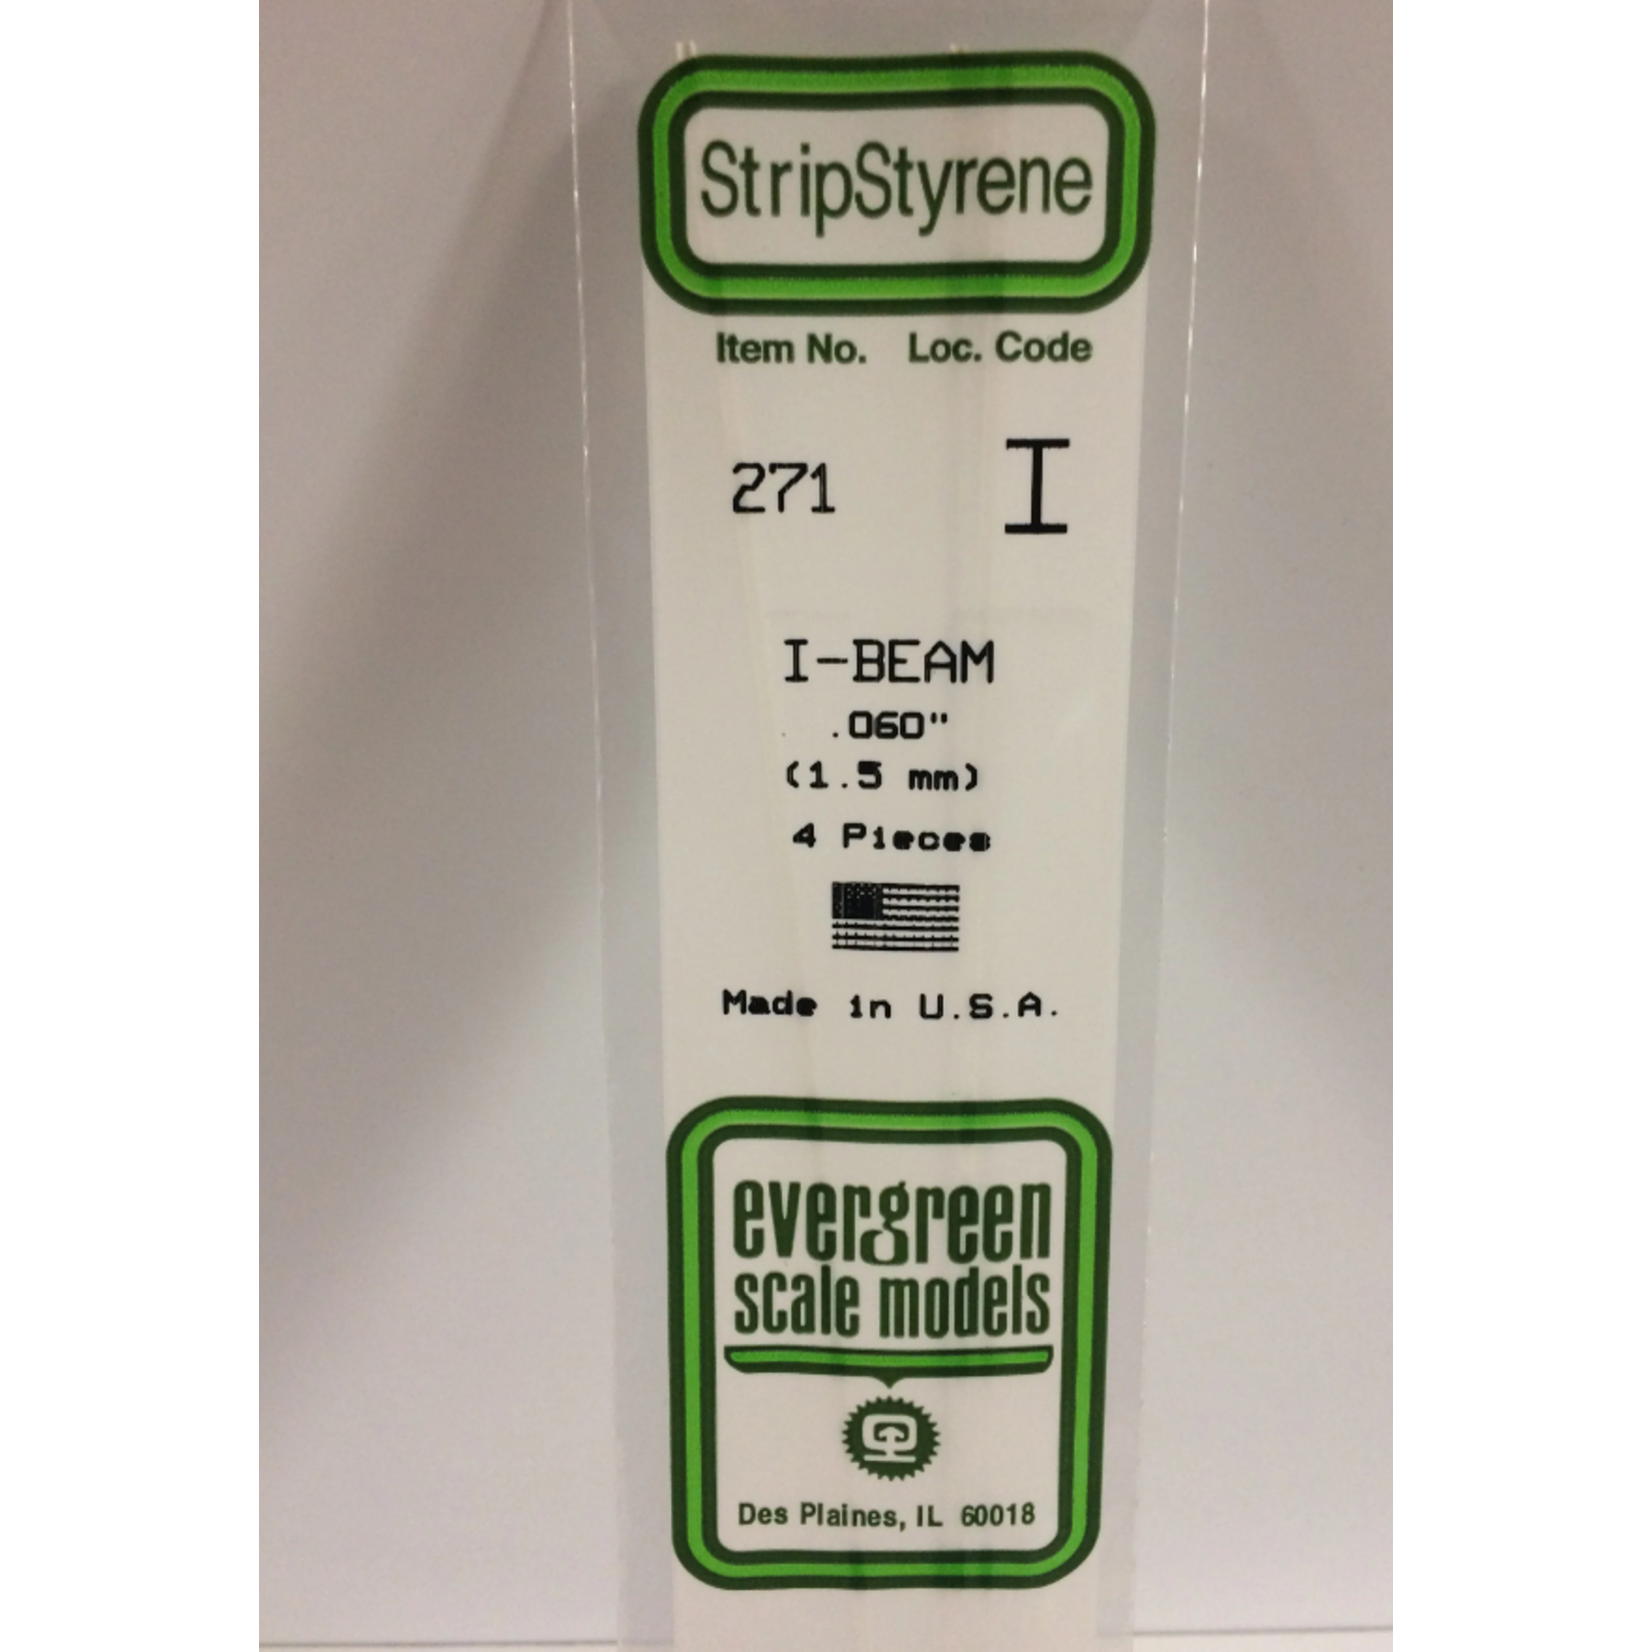 StripStyrene
Item No. Loc. Code
271 I
I-BEAM
.060"
(1.5 mm)
4 Pieces
Made in U.S.A.
evergreen
scale models
Des Plaines, IL 60018